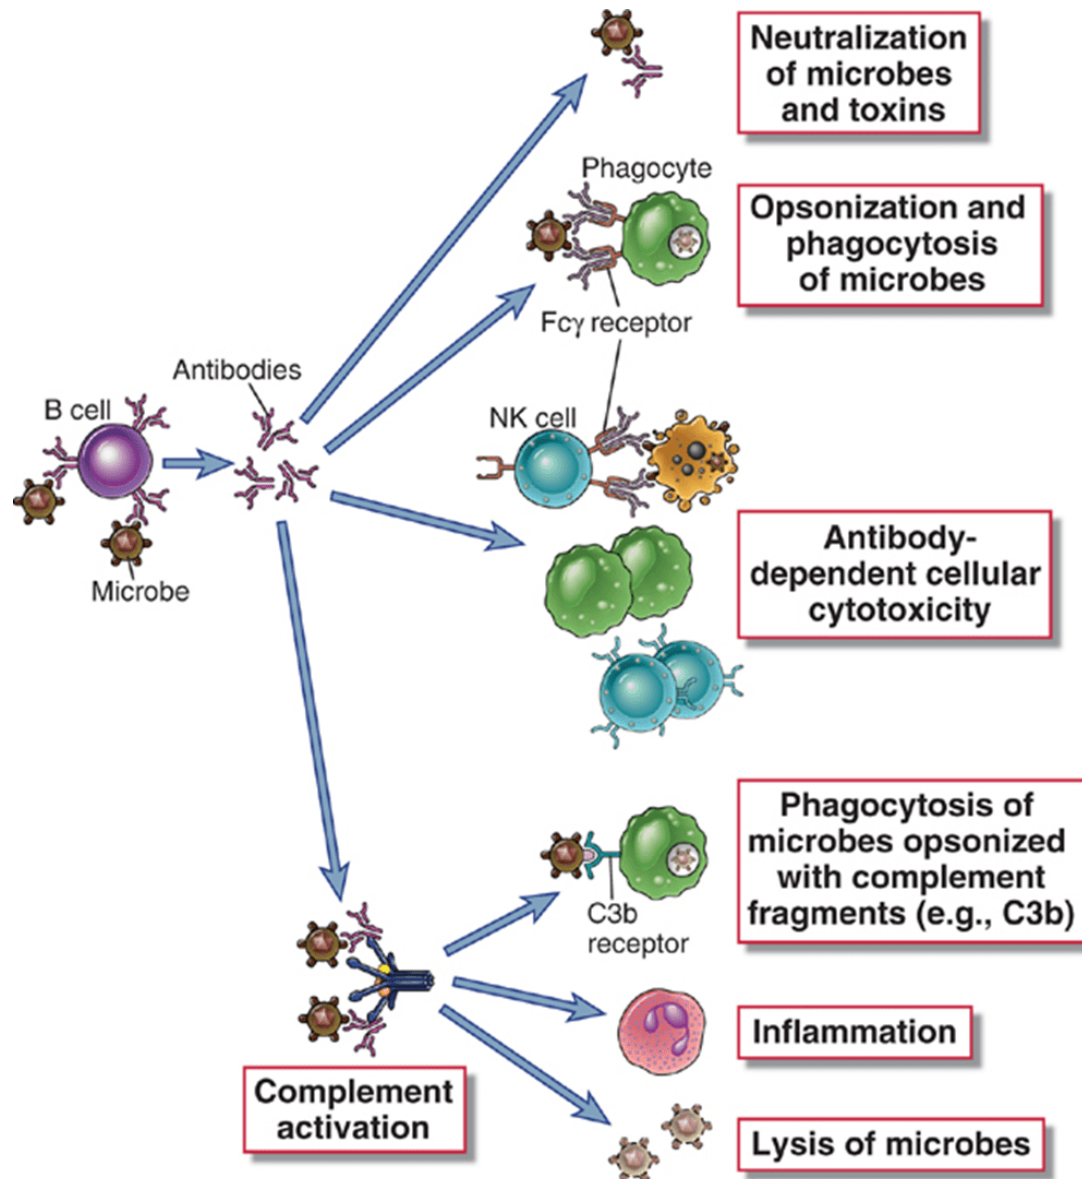 Neutralization
of microbes
and toxins
Phagocyte
Opsonization and
phagocytosis
of microbes
Fcγ receptor
Antibodies
B cell
NK cell
Microbe
Antibody-
dependent cellular
cytotoxicity
Phagocytosis of
microbes opsonized
with complement
fragments (e.g., C3b)
C3b
receptor
Inflammation
Complement
activation
Lysis of microbes